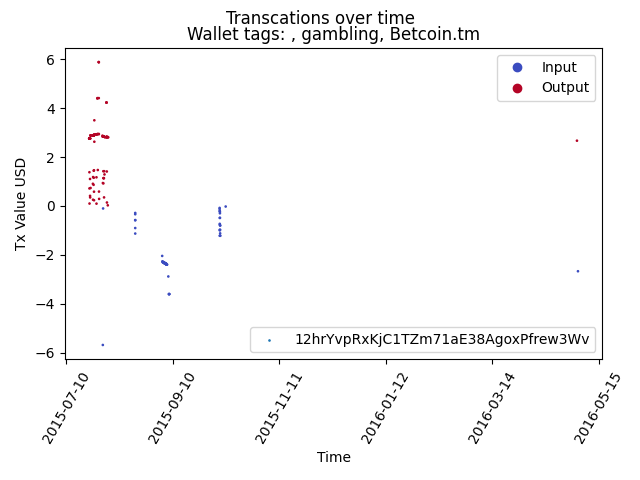 Transcations over time
Wallet tags: , gambling, Betcoin.tm
Input
Output
6
4
2
0
−2
−4
−6
Tx Value USD
12hrYvpRxKjC1TZm71aE38AgoxPfrew3Wv
2015-07-10
2015-09-10
2015-11-11
2016-01-12
2016-03-14
2016-05-15
Time